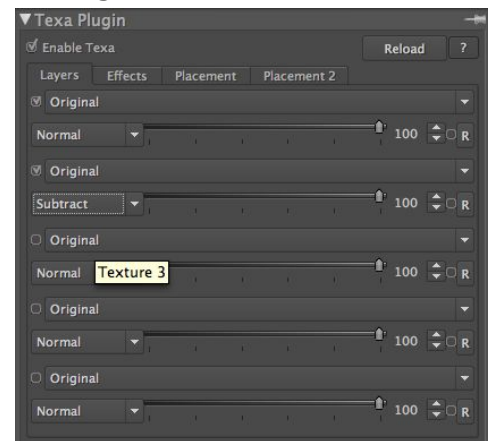 Texa Plugin
Enable Texa
Reload ?
Layers Effects Placement Placement 2
Original
Normal 100 R
Original
Subtract 100 R
Original
Normal Texture 3 100 R
Original
Normal 100 R
Original
Normal 100 R